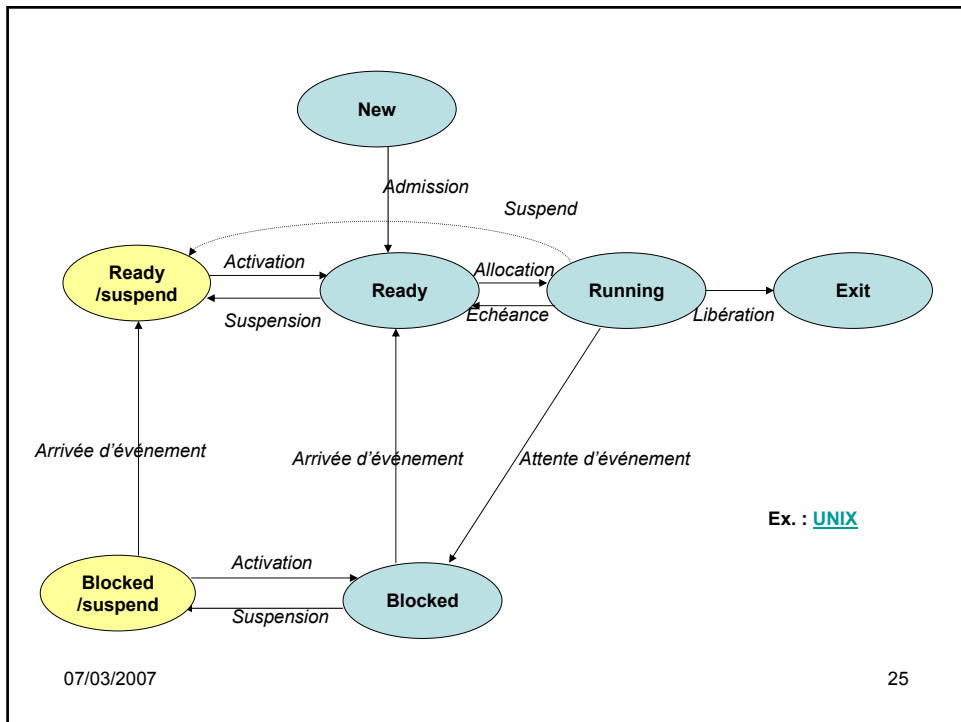 New
Admission
Suspend
Ready
/suspend
Activation
Suspension
Ready
Allocation
Echéance
Running
Libération
Exit
Arrivée d’événement
Arrivée d’événement
Attente d’événement
Ex. : UNIX
Blocked
/suspend
Activation
Suspension
Blocked
07/03/2007
25